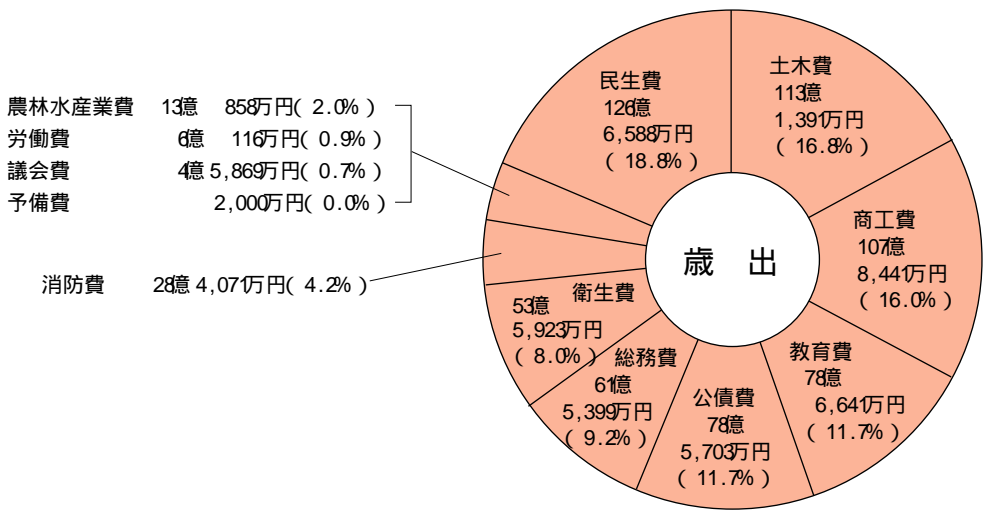 農林水産業費 13億 858万円( 2.0% )
労働費 6億 116万円( 0.9% )
議会費 4億 5,869万円( 0.7% )
予備費 2,000万円( 0.0% )
消防費 28億 4,071万円( 4.2% )
民生費
126億
6,588万円
( 18.8% )
土木費
113億
1,391万円
( 16.8% )
商工費
107億
8,441万円
( 16.0% )
教育費
78億
6,641万円
( 11.7% )
公債費
78億
5,703万円
( 11.7% )
総務費
61億
5,399万円
( 9.2% )
衛生費
53億
5,923万円
( 8.0% )
歳 出